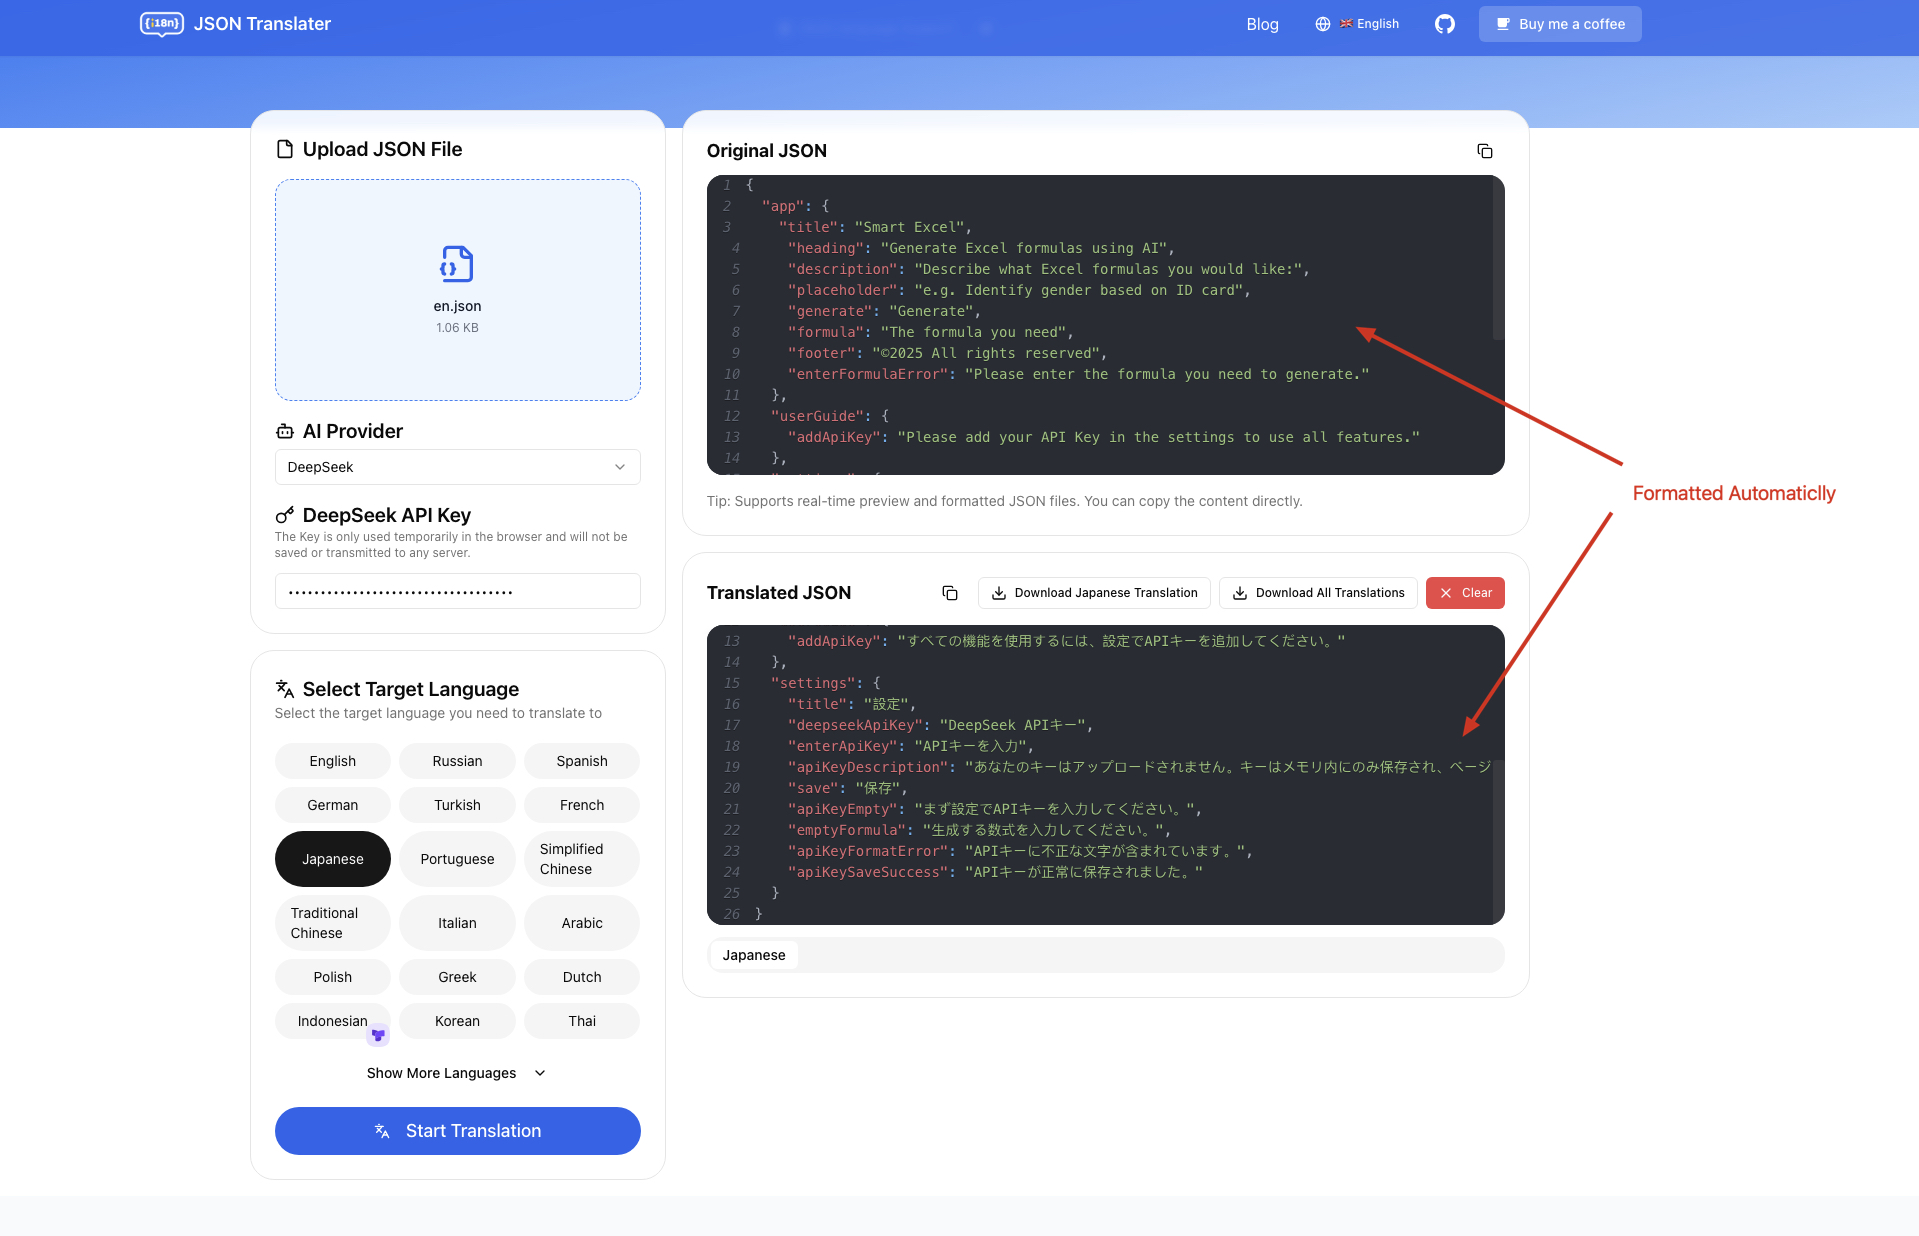 {i18n} JSON Translater
Blog
English
Buy me a coffee
Upload JSON File
en.json
1.06 KB
AI Provider
DeepSeek
DeepSeek API Key
The Key is only used temporarily in the browser and will not be
saved or transmitted to any server.
Select Target Language
Select the target language you need to translate to
English
Russian
Spanish
German
Turkish
French
Japanese
Portuguese
Simplified
Chinese
Traditional
Chinese
Italian
Arabic
Polish
Greek
Dutch
Indonesian
Korean
Thai
Show More Languages
Start Translation
Original JSON
1 {
2 "app": {
3 "title": "Smart Excel",
4 "heading": "Generate Excel formulas using AI",
5 "description": "Describe what Excel formulas you would like:",
6 "placeholder": "e.g. Identify gender based on ID card",
7 "generate": "Generate",
8 "formula": "The formula you need",
9 "footer": "©2025 All rights reserved",
10 "enterFormulaError": "Please enter the formula you need to generate."
11 },
12 "userGuide": {
13 "addApiKey": "Please add your API Key in the settings to use all features."
14 },
Tip: Supports real-time preview and formatted JSON files. You can copy the content directly.
Formatted Automaticlly
Translated JSON
Download Japanese Translation
Download All Translations
Clear
13 "addApiKey": "すべての機能を使用するには、設定でAPIキーを追加してください。"
14 },
15 "settings": {
16 "title": "設定",
17 "deepseekApiKey": "DeepSeek APIキー",
18 "enterApiKey": "APIキーを入力",
19 "apiKeyDescription": "あなたのキーはアップロードされません。キーはメモリ内にのみ保存され、ページ
20 "save": "保存",
21 "apiKeyEmpty": "まず設定でAPIキーを入力してください。",
22 "emptyFormula": "生成する数式を入力してください。",
23 "apiKeyFormatError": "APIキーに不正な文字が含まれています。",
24 "apiKeySaveSuccess": "APIキーが正常に保存されました。"
25 }
26 }
Japanese